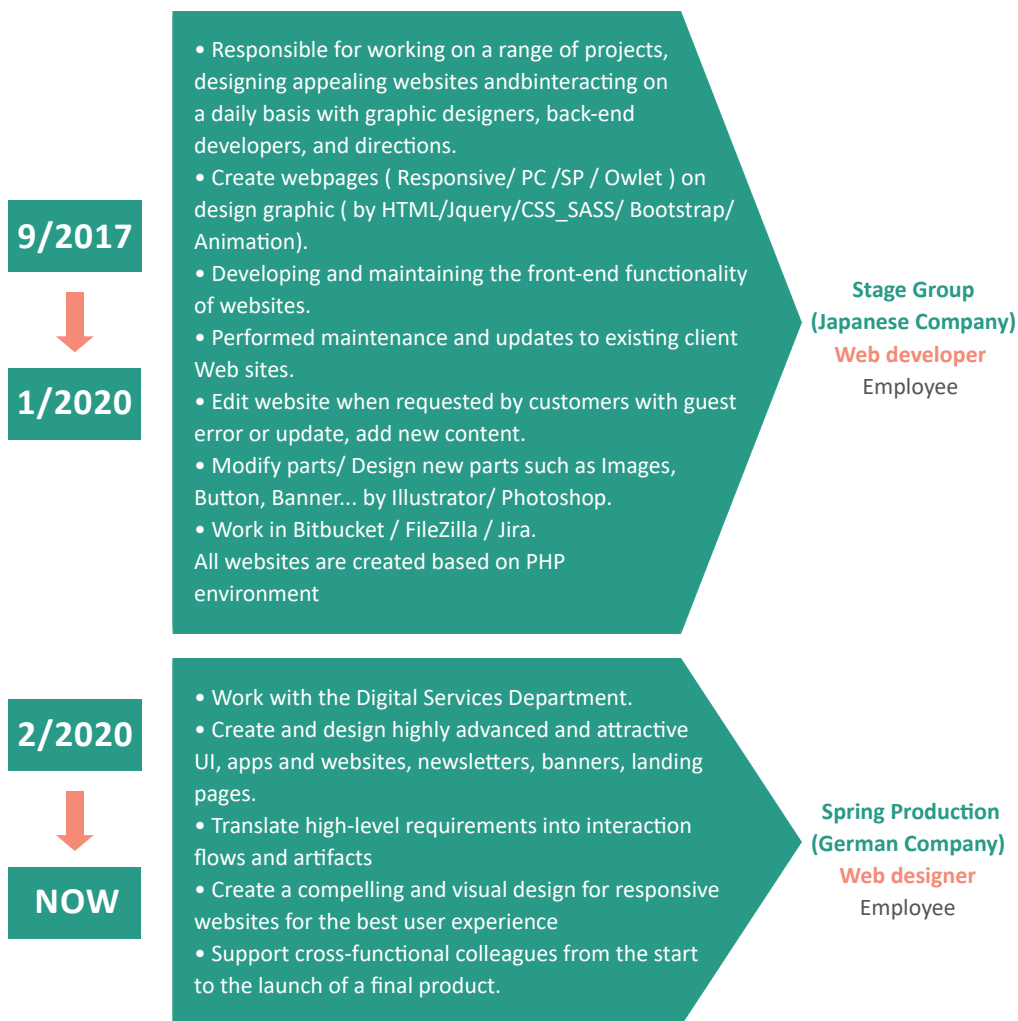 9/2017
1/2020
• Responsible for working on a range of projects,
designing appealing websites andbinteracting on
a daily basis with graphic designers, back-end
developers, and directions.
• Create webpages ( Responsive/ PC /SP / Owlet ) on
design graphic ( by HTML/Jquery/CSS_SASS/ Bootstrap/
Animation).
• Developing and maintaining the front-end functionality
of websites.
• Performed maintenance and updates to existing client
Web sites.
• Edit website when requested by customers with guest
error or update, add new content.
• Modify parts/ Design new parts such as Images,
Button, Banner... by Illustrator/ Photoshop.
• Work in Bitbucket / FileZilla / Jira.
All websites are created based on PHP
environment
Stage Group
(Japanese Company)
Web developer
Employee
2/2020
NOW
• Work with the Digital Services Department.
• Create and design highly advanced and attractive
UI, apps and websites, newsletters, banners, landing
pages.
• Translate high-level requirements into interaction
flows and artifacts
• Create a compelling and visual design for responsive
websites for the best user experience
• Support cross-functional colleagues from the start
to the launch of a final product.
Spring Production
(German Company)
Web designer
Employee